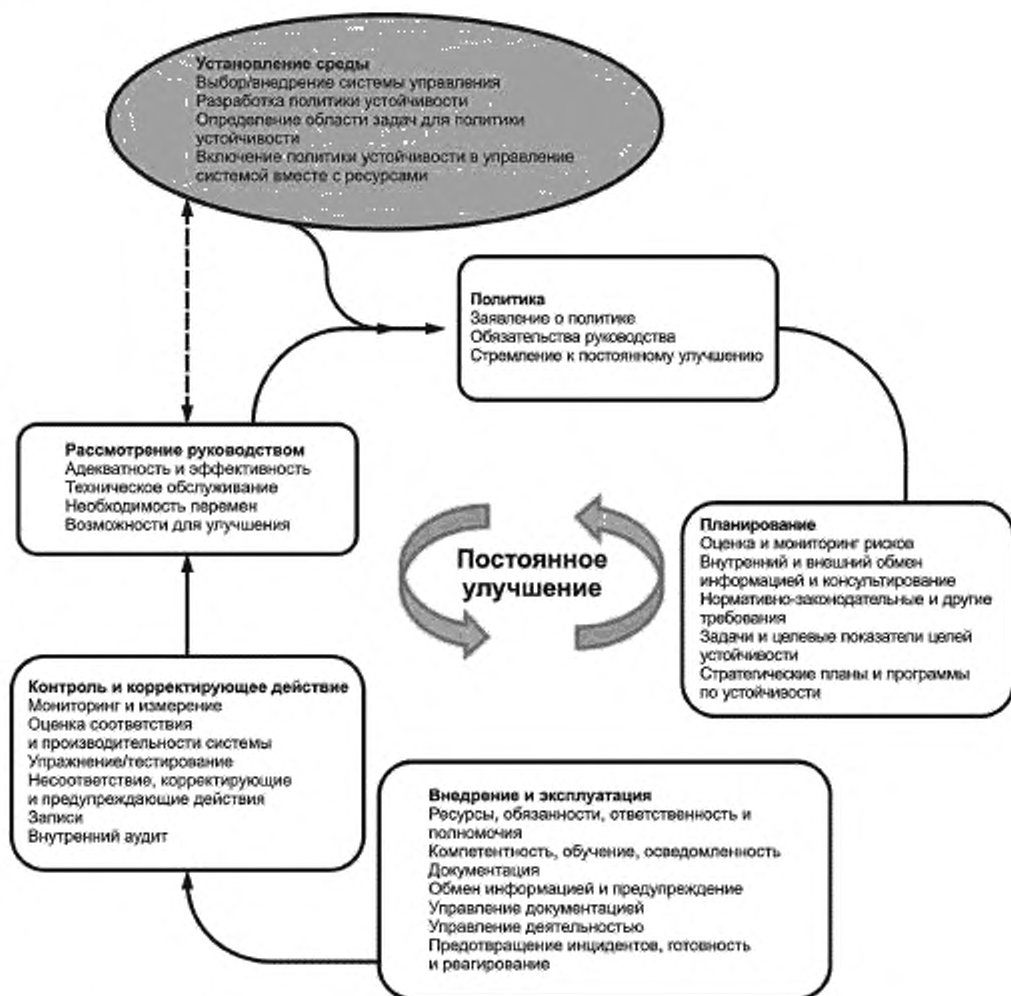 Установление среды
Выбор/внедрение системы управления
Разработка политики устойчивости
Определение области задач для политики
устойчивости
Включение политики устойчивости в управление
системой вместе с ресурсами
Политика
Заявление о политике
Обязательства руководства
Стремление к постоянному улучшению
Рассмотрение руководством
Адекватность и эффективность
Техническое обслуживание
Необходимость перемен
Возможности для улучшения
Постоянное
улучшение
Планирование
Оценка и мониторинг рисков
Внутренний и внешний обмен
информацией и консультирование
Нормативно-законодательные и другие
требования
Задачи и целевые показатели целей
устойчивости
Стратегические планы и программы
по устойчивости
Контроль и корректирующее действие
Мониторинг и измерение
Оценка соответствия
и производительности системы
Упражнение/тестирование
Несоответствие, корректирующие
и предупреждающие действия
Записи
Внутренний аудит
Внедрение и эксплуатация
Ресурсы, обязанности, ответственность и
полномочия
Компетентность, обучение, осведомленность
Документация
Обмен информацией и предупреждение
Управление документацией
Управление деятельностью
Предотвращение инцидентов, готовность
и реагирование